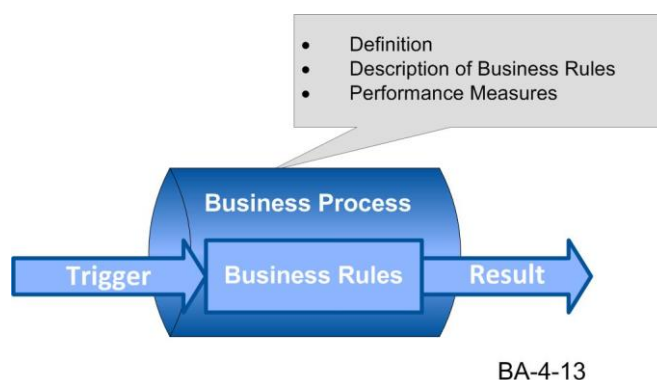 • Definition
• Description of Business Rules
• Performance Measures
Business Process
Trigger
Business Rules
Result
BA-4-13